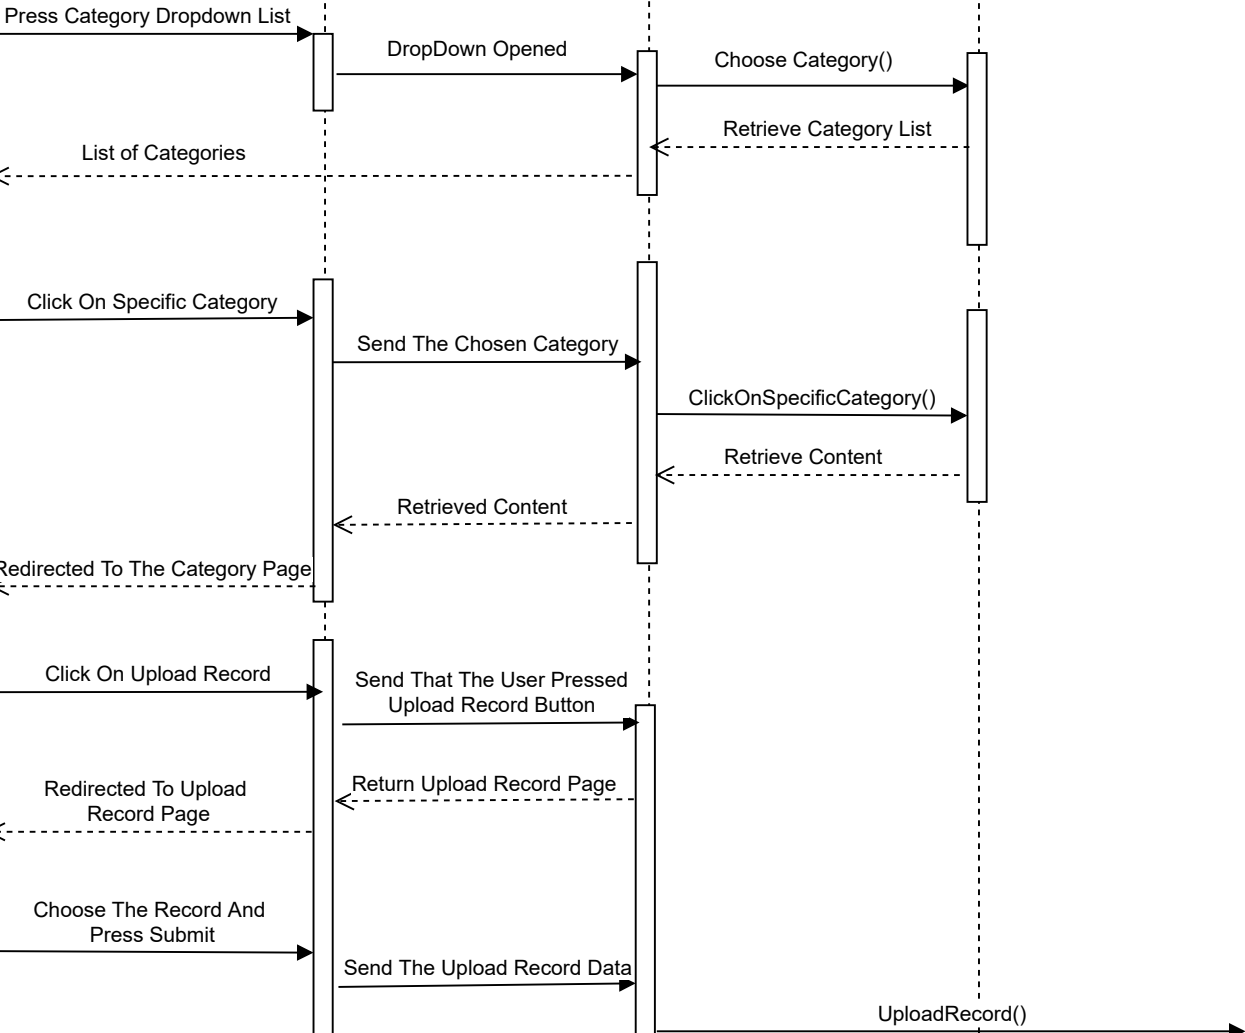 Press Category Dropdown List
DropDown Opened
Choose Category()
Retrieve Category List
List of Categories
Click On Specific Category
Send The Chosen Category
ClickOnSpecificCategory()
Retrieve Content
Retrieved Content
Redirected To The Category Page
Click On Upload Record
Send That The User Pressed
Upload Record Button
Return Upload Record Page
Redirected To Upload
Record Page
Choose The Record And
Press Submit
Send The Upload Record Data
UploadRecord()